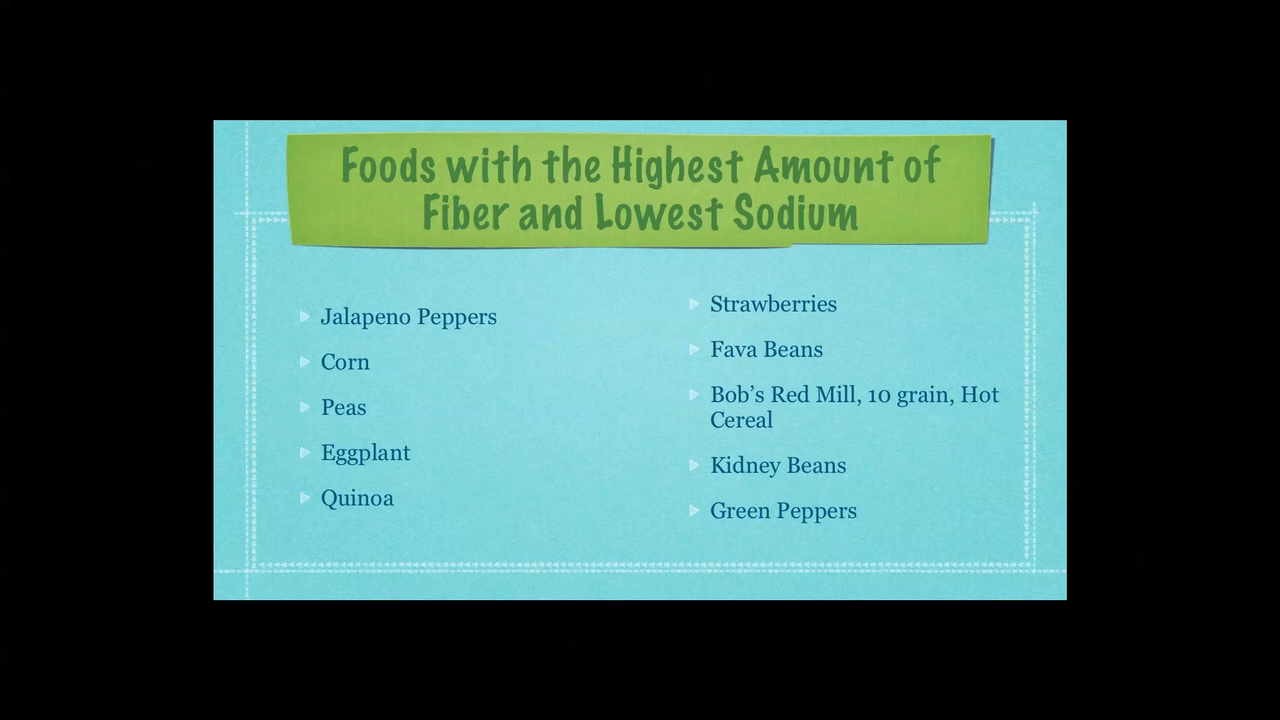 Foods with the Highest Amount of
Fiber and Lowest Sodium
Jalapeno Peppers
Corn
Peas
Eggplant
Quinoa
Strawberries
Fava Beans
Bob’s Red Mill, 10 grain, Hot
Cereal
Kidney Beans
Green Peppers